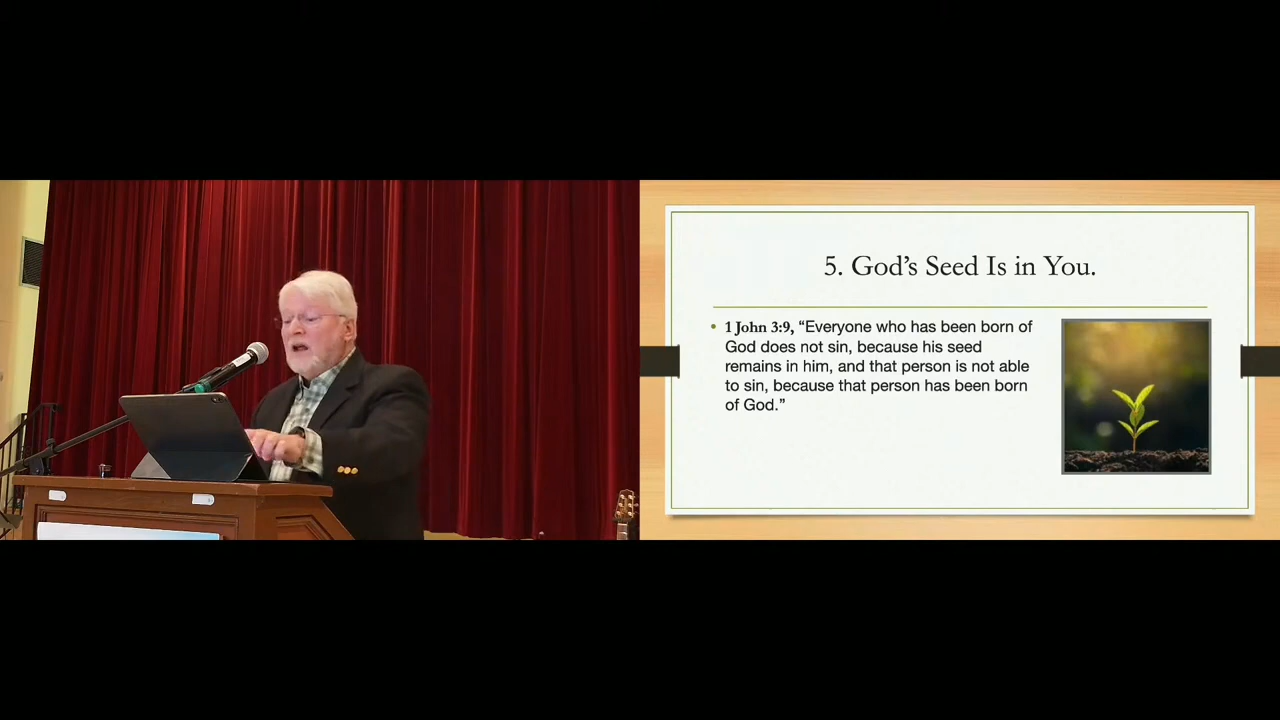 5. God’s Seed Is in You.
• 1 John 3:9, “Everyone who has been born of
God does not sin, because his seed
remains in him, and that person is not able
to sin, because that person has been born
of God.”